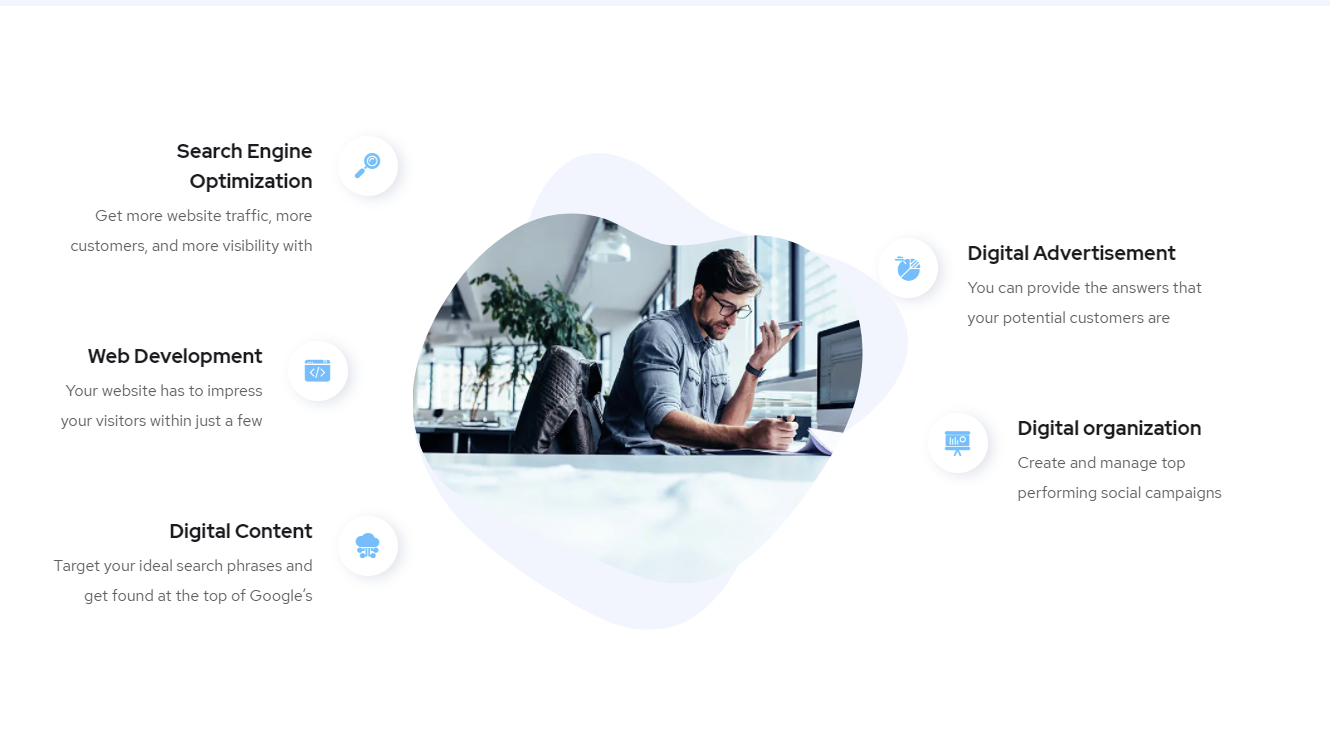 Search Engine
Optimization
Get more website traffic, more
customers, and more visibility with
Web Development
Your website has to impress
your visitors within just a few
Digital Content
Target your ideal search phrases and
get found at the top of Google's
Digital Advertisement
You can provide the answers that
your potential customers are
Digital organization
Create and manage top
performing social campaigns